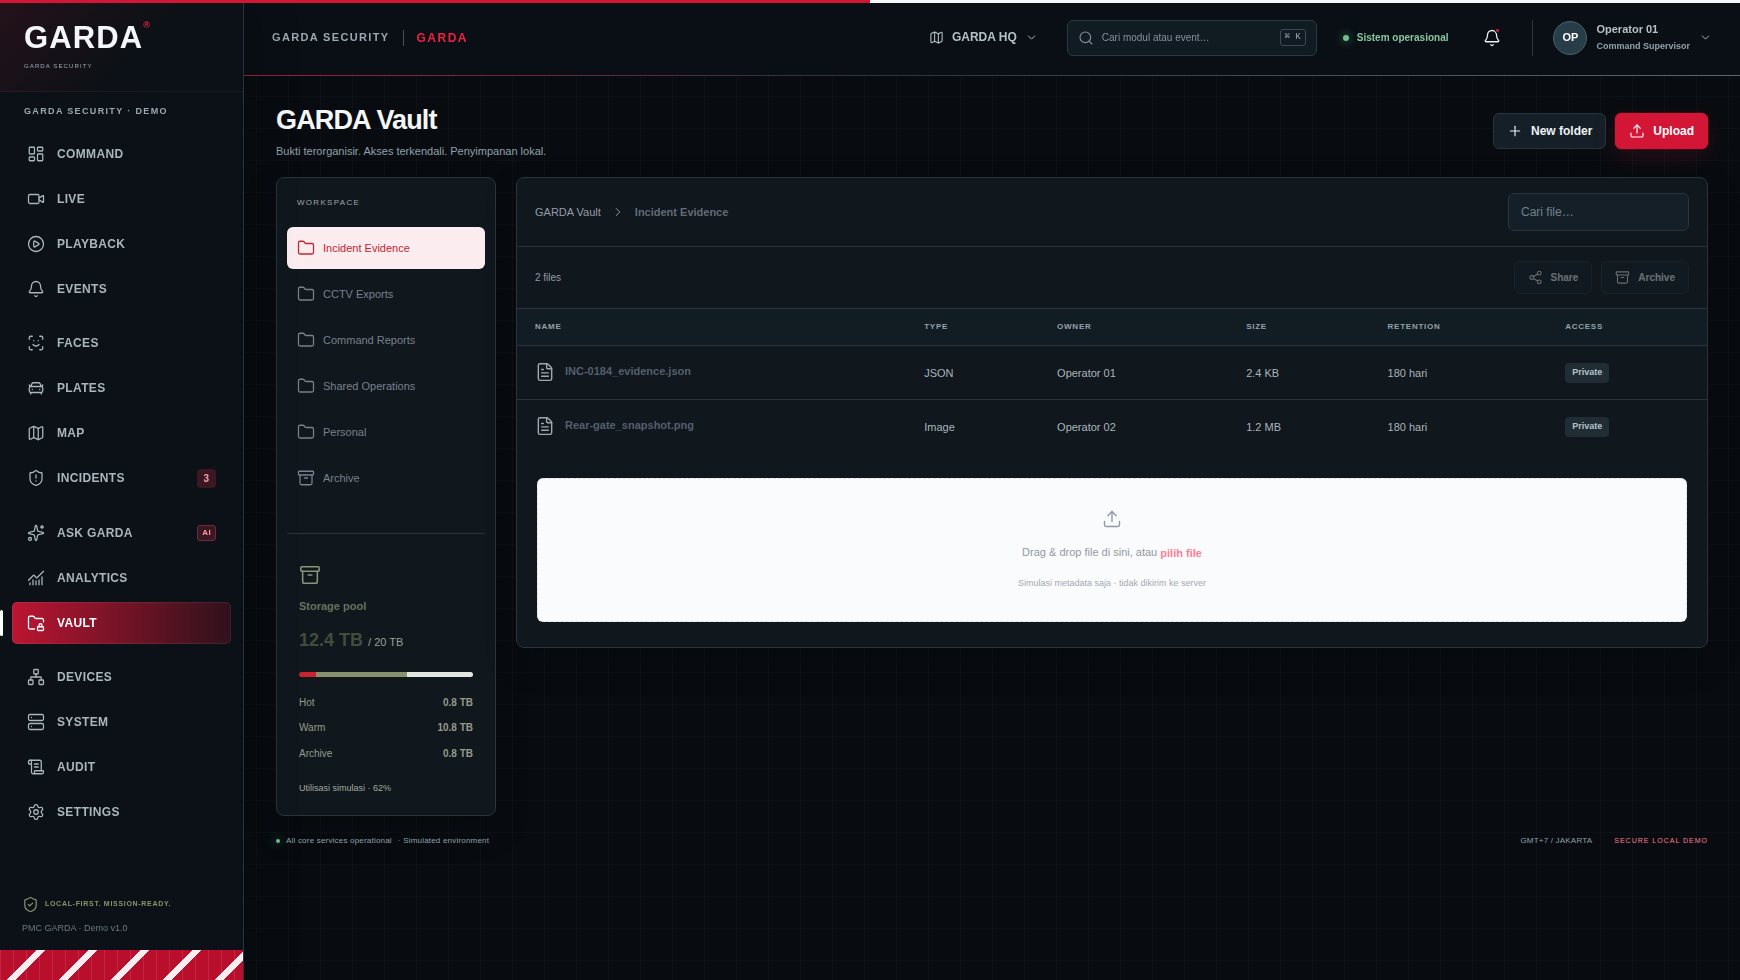 GARDA®
GARDA SECURITY
GARDA SECURITY · DEMO
COMMAND
LIVE
PLAYBACK
EVENTS
FACES
PLATES
MAP
INCIDENTS 3
ASK GARDA AI
ANALYTICS
VAULT
DEVICES
SYSTEM
AUDIT
SETTINGS
LOCAL-FIRST. MISSION-READY.
PMC GARDA · Demo v1.0
GARDA SECURITY GARDA
GARDA HQ
Cari modul atau event… ⌘ K
Sistem operasional
OP
Operator 01
Command Supervisor
GARDA Vault
Bukti terorganisir. Akses terkendali. Penyimpanan lokal.
New folder
Upload
WORKSPACE
Incident Evidence
CCTV Exports
Command Reports
Shared Operations
Personal
Archive
Storage pool
12.4 TB / 20 TB
Hot 0.8 TB
Warm 10.8 TB
Archive 0.8 TB
Utilisasi simulasi · 62%
GARDA Vault Incident Evidence
Cari file…
2 files
Share
Archive
NAME TYPE OWNER SIZE RETENTION ACCESS
INC-0184_evidence.json JSON Operator 01 2.4 KB 180 hari Private
Rear-gate_snapshot.png Image Operator 02 1.2 MB 180 hari Private
Drag & drop file di sini, atau pilih file
Simulasi metadata saja · tidak dikirim ke server
All core services operational · Simulated environment
GMT+7 / JAKARTA SECURE LOCAL DEMO